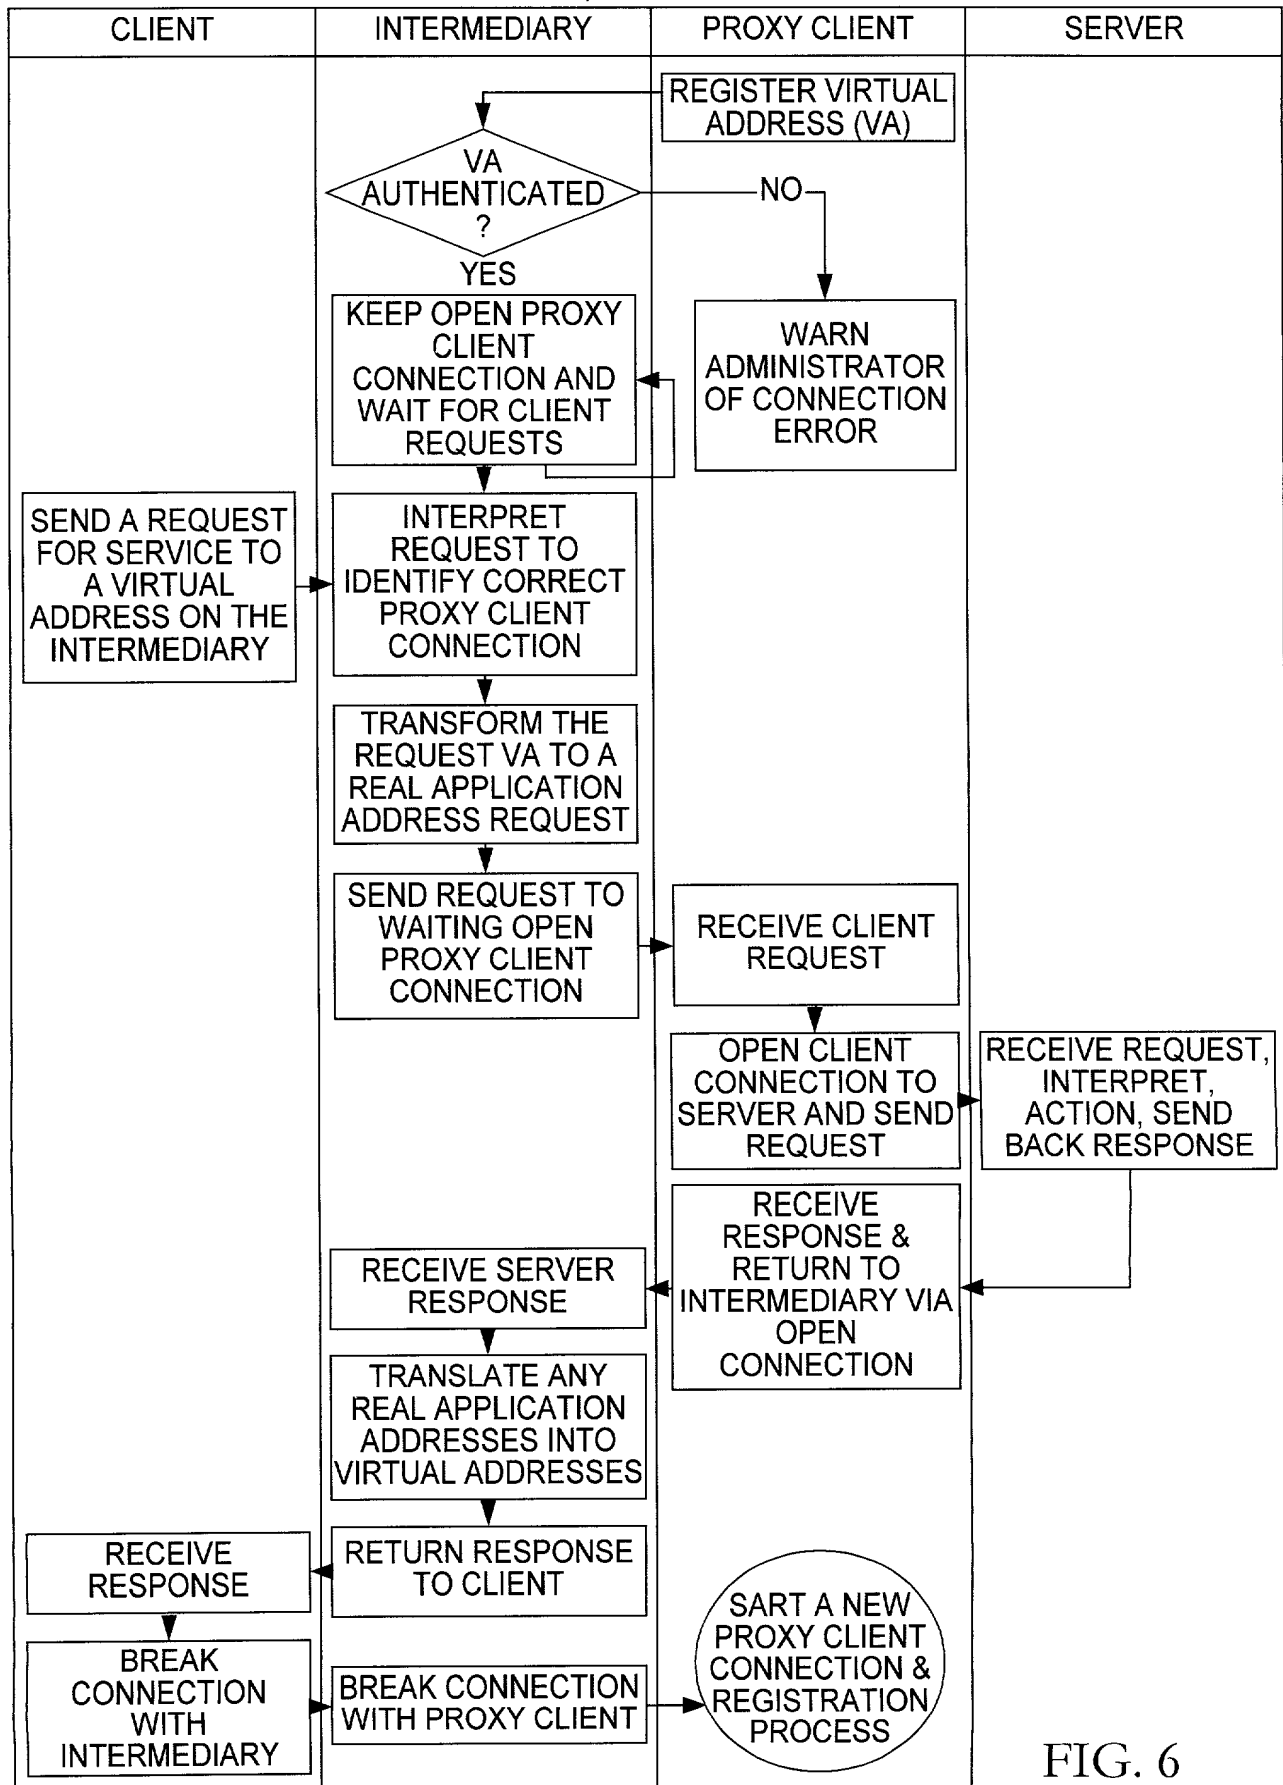 CLIENT INTERMEDIARY PROXY CLIENT SERVER
REGISTER VIRTUAL
ADDRESS (VA)
VA
AUTHENTICATED
?
NO
YES
KEEP OPEN PROXY
CLIENT
CONNECTION AND
WAIT FOR CLIENT
REQUESTS
WARN
ADMINISTRATOR
OF CONNECTION
ERROR
SEND A REQUEST
FOR SERVICE TO
A VIRTUAL
ADDRESS ON THE
INTERMEDIARY
INTERPRET
REQUEST TO
IDENTIFY CORRECT
PROXY CLIENT
CONNECTION
TRANSFORM THE
REQUEST VA TO A
REAL APPLICATION
ADDRESS REQUEST
SEND REQUEST TO
WAITING OPEN
PROXY CLIENT
CONNECTION
RECEIVE CLIENT
REQUEST
OPEN CLIENT
CONNECTION TO
SERVER AND SEND
REQUEST
RECEIVE REQUEST,
INTERPRET,
ACTION, SEND
BACK RESPONSE
RECEIVE
RESPONSE &
RETURN TO
INTERMEDIARY VIA
OPEN
CONNECTION
RECEIVE SERVER
RESPONSE
TRANSLATE ANY
REAL APPLICATION
ADDRESSES INTO
VIRTUAL ADDRESSES
RETURN RESPONSE
TO CLIENT
RECEIVE
RESPONSE
BREAK
CONNECTION
WITH
INTERMEDIARY
BREAK CONNECTION
WITH PROXY CLIENT
SART A NEW
PROXY CLIENT
CONNECTION &
REGISTRATION
PROCESS
FIG. 6